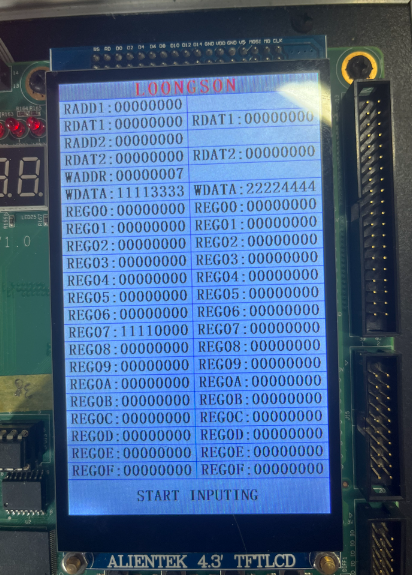 LOONGSON
RADD1:00000000
RDAT1:00000000 RDAT1:00000000
RADD2:00000000
RDAT2:00000000 RDAT2:00000000
WADDR:00000007
WDATA:11113333 WDATA:22224444
REG00:00000000 REG00:00000000
REG01:00000000 REG01:00000000
REG02:00000000 REG02:00000000
REG03:00000000 REG03:00000000
REG04:00000000 REG04:00000000
REG05:00000000 REG05:00000000
REG06:00000000 REG06:00000000
REG07:11110000 REG07:00000000
REG08:00000000 REG08:00000000
REG09:00000000 REG09:00000000
REG0A:00000000 REG0A:00000000
REG0B:00000000 REG0B:00000000
REG0C:00000000 REG0C:00000000
REG0D:00000000 REG0D:00000000
REG0E:00000000 REG0E:00000000
REG0F:00000000 REG0F:00000000
START INPUTING
ALIENTEK 4.3' TFTLCD